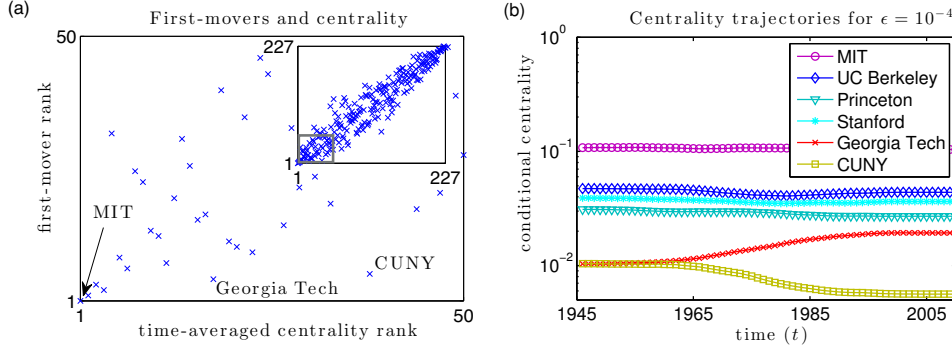 (a)
First-movers and centrality
50
first-mover rank
1
227
1
1
227
MIT
CUNY
Georgia Tech
1
50
time-averaged centrality rank
(b)
Centrality trajectories for ϵ = 10⁻⁴
conditional centrality
10⁰
10⁻¹
10⁻²
MIT
UC Berkeley
Princeton
Stanford
Georgia Tech
CUNY
1945
1965
1985
2005
time (t)